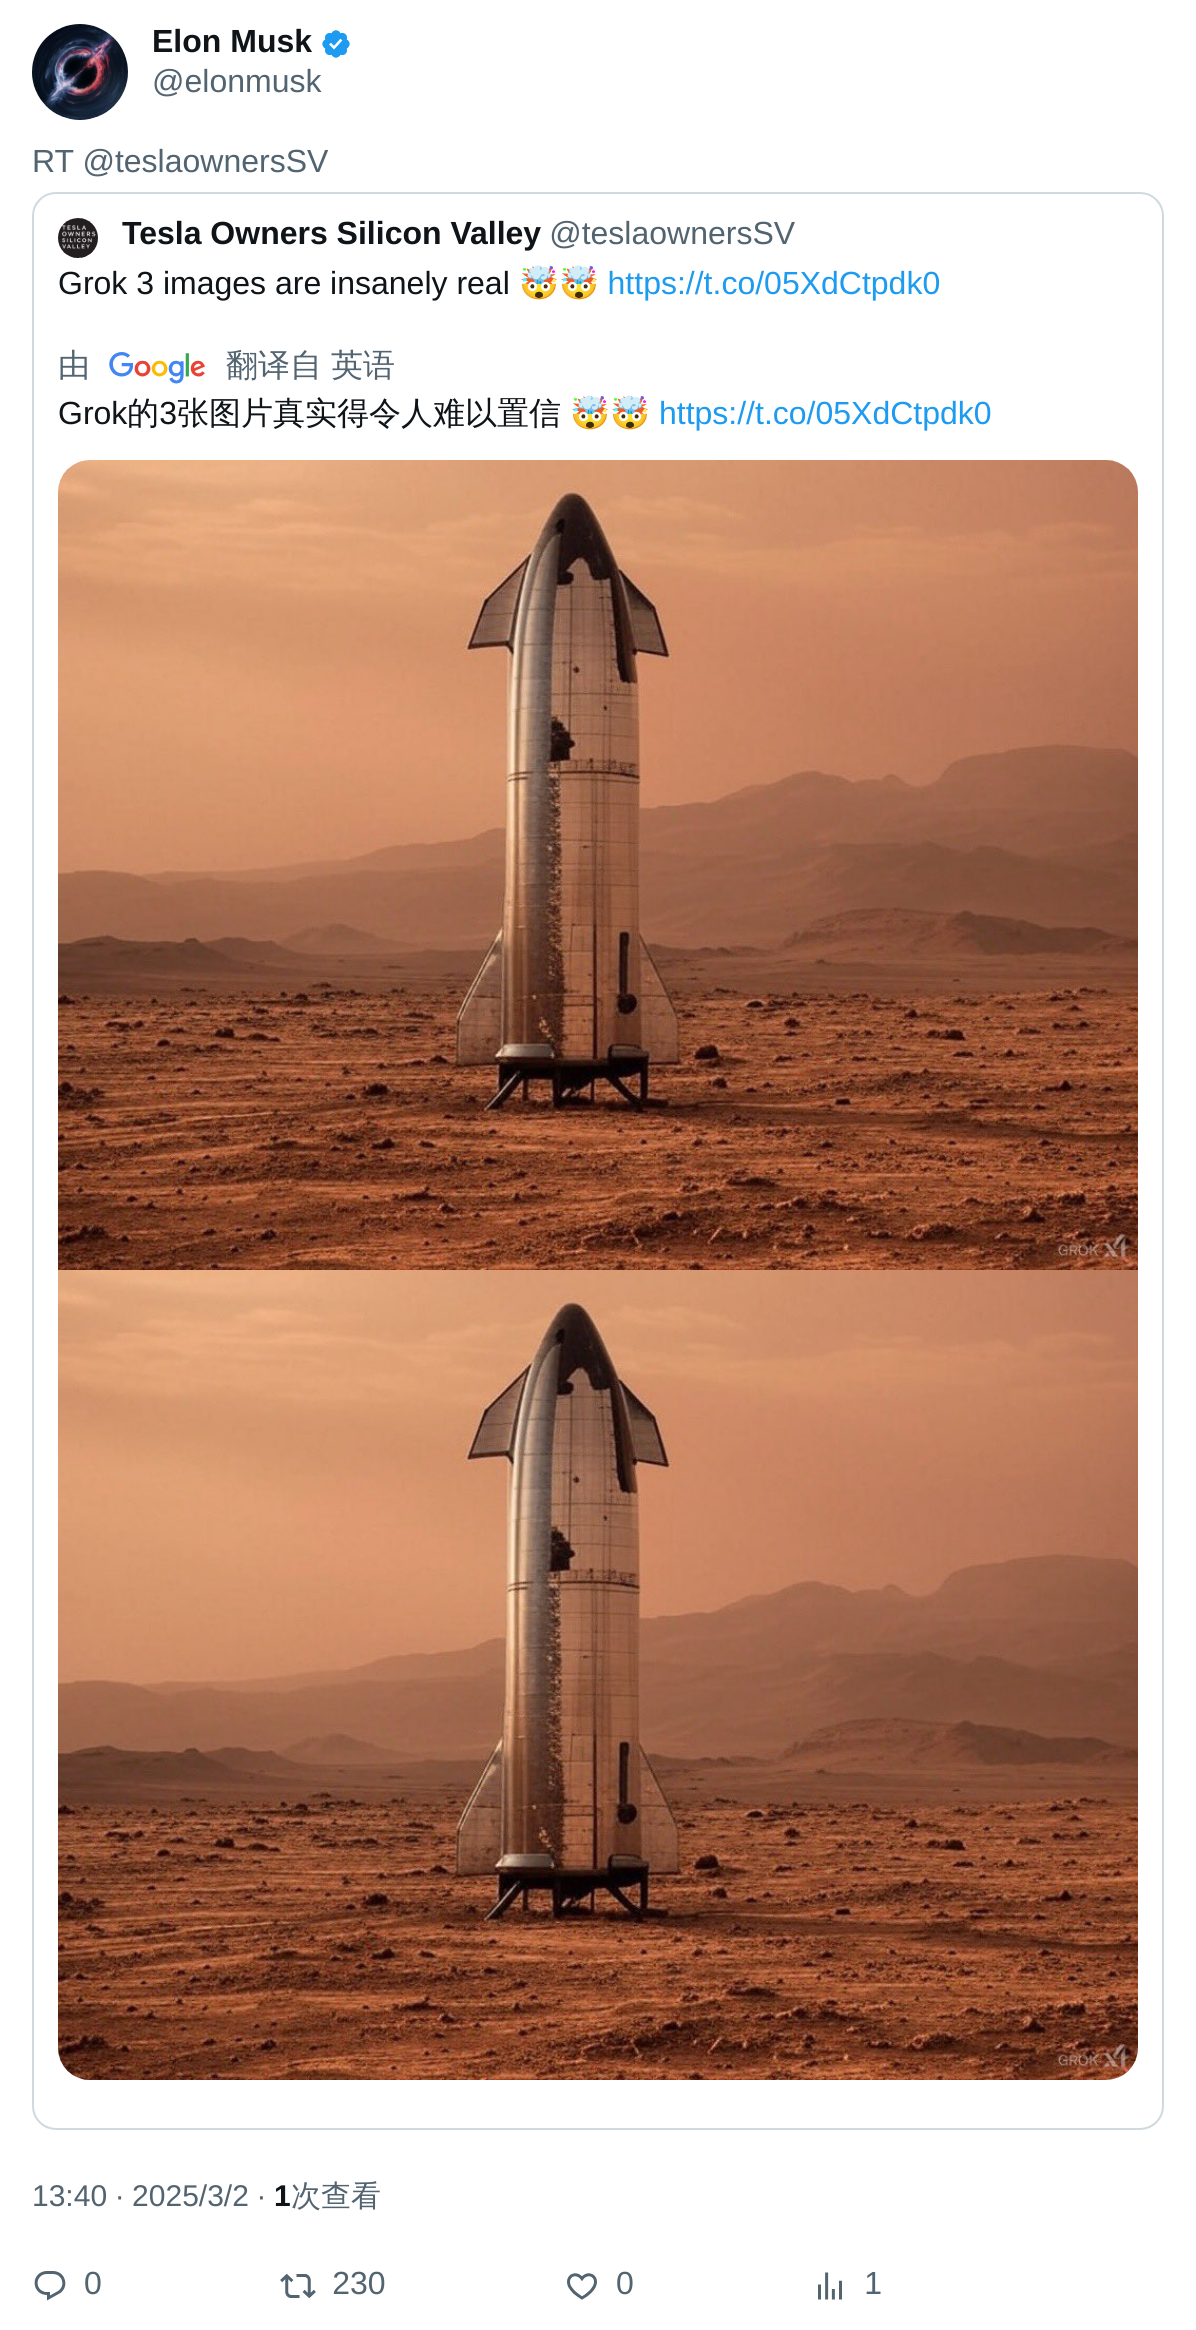 Elon Musk
@elonmusk
RT @teslaownersSV
TESLA
OWNERS
SILICON
VALLEY
Tesla Owners Silicon Valley @teslaownersSV
Grok 3 images are insanely real 🤯🤯 https://t.co/05XdCtpdk0
由 Google 翻译自 英语
Grok的3张图片真实得令人难以置信 🤯🤯 https://t.co/05XdCtpdk0
GROK
GROK
13:40 · 2025/3/2 · 1次查看
0 230 0 1